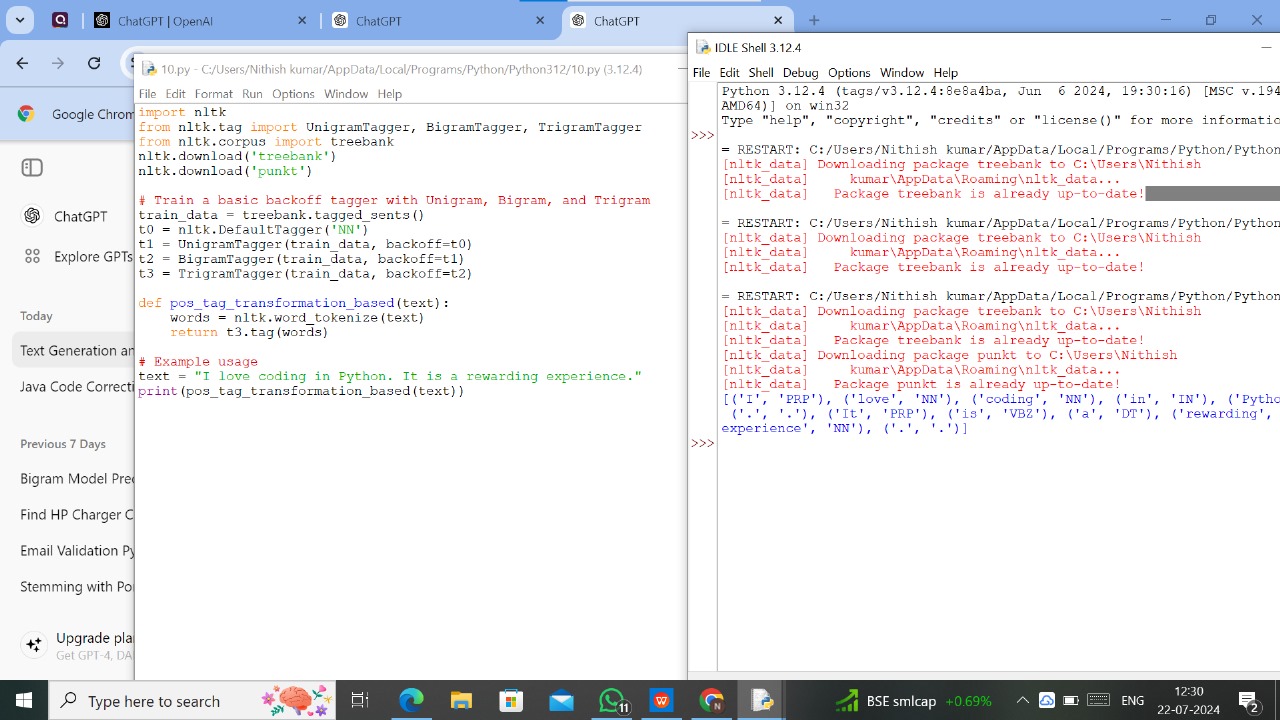 ChatGPT | OpenAI
ChatGPT
ChatGPT
Google Chrom
ChatGPT
Explore GPTs
Today
Text Generation an
Java Code Correcti
Previous 7 Days
Bigram Model Pre
Find HP Charger C
Email Validation Py
Stemming with Po
Upgrade pla
Get GPT-4, DA
10.py - C:/Users/Nithish kumar/AppData/Local/Programs/Python/Python312/10.py (3.12.4)
File Edit Format Run Options Window Help
import nltk
from nltk.tag import UnigramTagger, BigramTagger, TrigramTagger
from nltk.corpus import treebank
nltk.download('treebank')
nltk.download('punkt')
# Train a basic backoff tagger with Unigram, Bigram, and Trigram
train_data = treebank.tagged_sents()
t0 = nltk.DefaultTagger('NN')
t1 = UnigramTagger(train_data, backoff=t0)
t2 = BigramTagger(train_data, backoff=t1)
t3 = TrigramTagger(train_data, backoff=t2)
def pos_tag_transformation_based(text):
    words = nltk.word_tokenize(text)
    return t3.tag(words)
# Example usage
text = "I love coding in Python. It is a rewarding experience."
print(pos_tag_transformation_based(text))
IDLE Shell 3.12.4
File Edit Shell Debug Options Window Help
Python 3.12.4 (tags/v3.12.4:8e8a4ba, Jun  6 2024, 19:30:16) [MSC v.194
AMD64)] on win32
Type "help", "copyright", "credits" or "license()" for more informatio
>>>
= RESTART: C:/Users/Nithish kumar/AppData/Local/Programs/Python/Python
[nltk_data] Downloading package treebank to C:\Users\Nithish
[nltk_data]     kumar\AppData\Roaming\nltk_data...
[nltk_data]   Package treebank is already up-to-date!
= RESTART: C:/Users/Nithish kumar/AppData/Local/Programs/Python/Python
[nltk_data] Downloading package treebank to C:\Users\Nithish
[nltk_data]     kumar\AppData\Roaming\nltk_data...
[nltk_data]   Package treebank is already up-to-date!
= RESTART: C:/Users/Nithish kumar/AppData/Local/Programs/Python/Python
[nltk_data] Downloading package treebank to C:\Users\Nithish
[nltk_data]     kumar\AppData\Roaming\nltk_data...
[nltk_data]   Package treebank is already up-to-date!
[nltk_data] Downloading package punkt to C:\Users\Nithish
[nltk_data]     kumar\AppData\Roaming\nltk_data...
[nltk_data]   Package punkt is already up-to-date!
[('I', 'PRP'), ('love', 'NN'), ('coding', 'NN'), ('in', 'IN'), ('Pytho
('.', '.'), ('It', 'PRP'), ('is', 'VBZ'), ('a', 'DT'), ('rewarding',
experience', 'NN'), ('.', '.')]
>>>
Type here to search
11
BSE smlcap +0.69%
ENG
12:30
22-07-2024
2